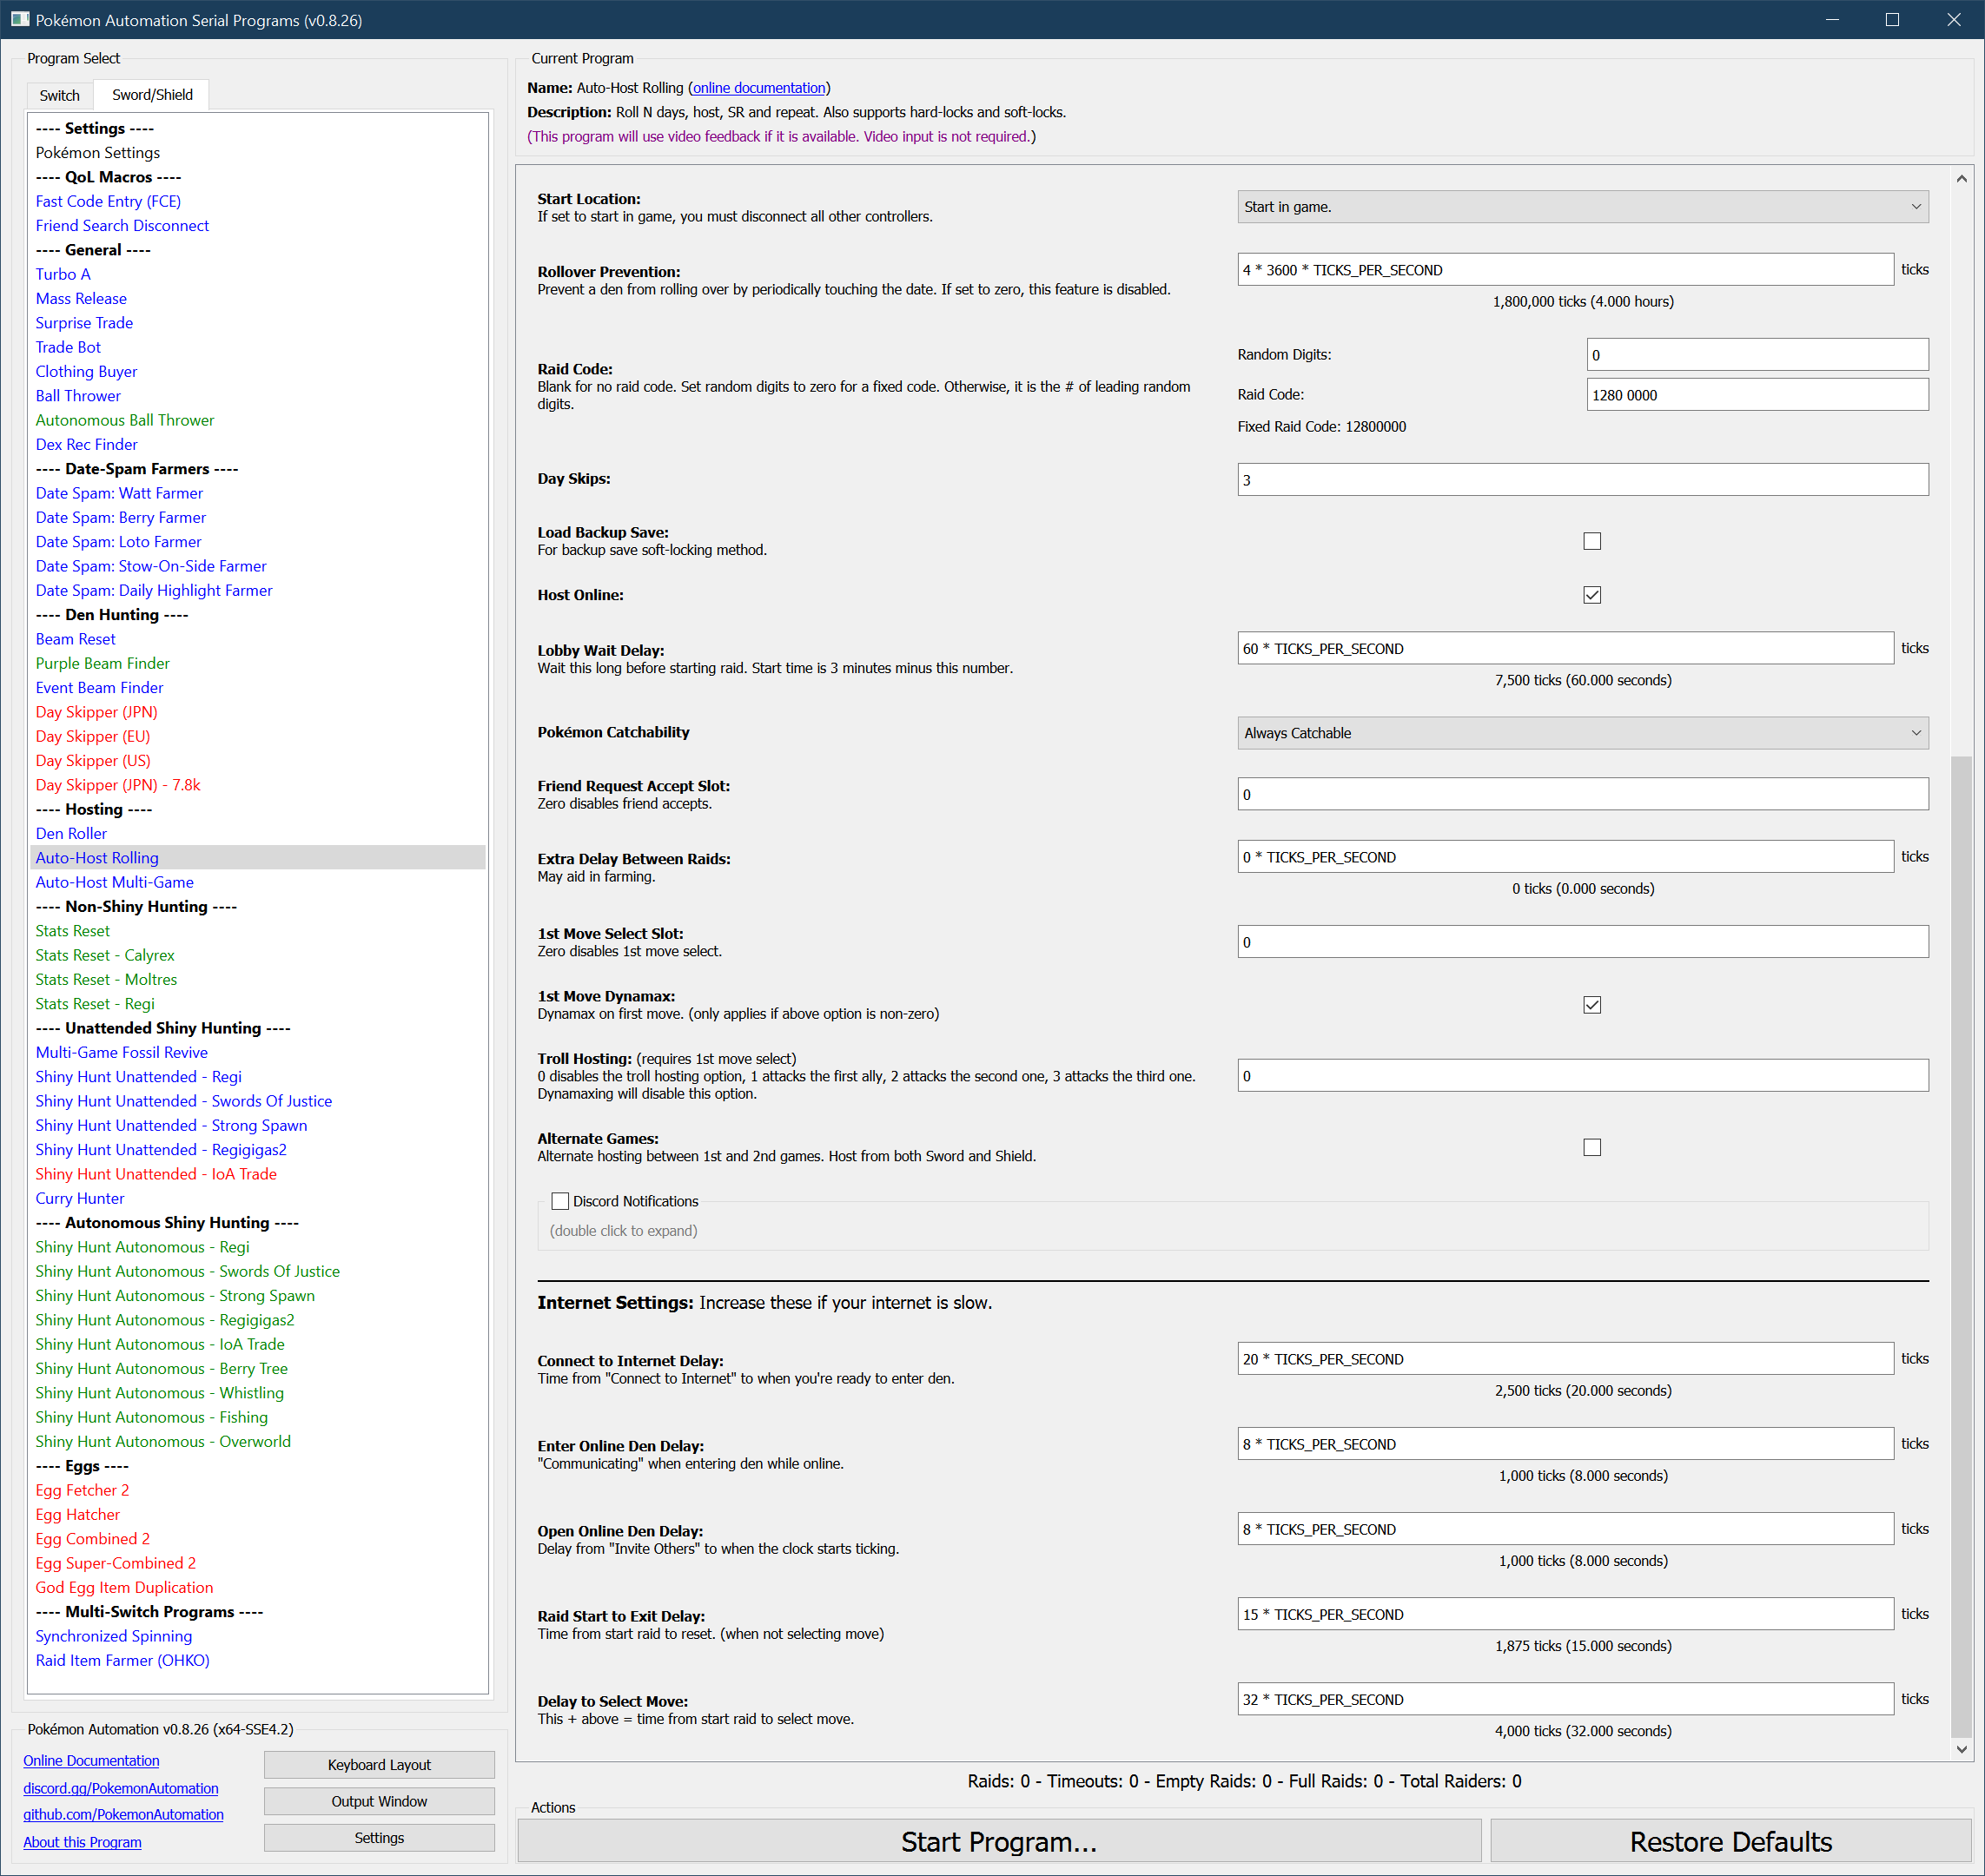 Pokémon Automation Serial Programs (v0.8.26)
Program Select
Switch
Sword/Shield
---- Settings ----
Pokémon Settings
---- QoL Macros ----
Fast Code Entry (FCE)
Friend Search Disconnect
---- General ----
Turbo A
Mass Release
Surprise Trade
Trade Bot
Clothing Buyer
Ball Thrower
Autonomous Ball Thrower
Dex Rec Finder
---- Date-Spam Farmers ----
Date Spam: Watt Farmer
Date Spam: Berry Farmer
Date Spam: Loto Farmer
Date Spam: Stow-On-Side Farmer
Date Spam: Daily Highlight Farmer
---- Den Hunting ----
Beam Reset
Purple Beam Finder
Event Beam Finder
Day Skipper (JPN)
Day Skipper (EU)
Day Skipper (US)
Day Skipper (JPN) - 7.8k
---- Hosting ----
Den Roller
Auto-Host Rolling
Auto-Host Multi-Game
---- Non-Shiny Hunting ----
Stats Reset
Stats Reset - Calyrex
Stats Reset - Moltres
Stats Reset - Regi
---- Unattended Shiny Hunting ----
Multi-Game Fossil Revive
Shiny Hunt Unattended - Regi
Shiny Hunt Unattended - Swords Of Justice
Shiny Hunt Unattended - Strong Spawn
Shiny Hunt Unattended - Regigigas2
Shiny Hunt Unattended - IoA Trade
Curry Hunter
---- Autonomous Shiny Hunting ----
Shiny Hunt Autonomous - Regi
Shiny Hunt Autonomous - Swords Of Justice
Shiny Hunt Autonomous - Strong Spawn
Shiny Hunt Autonomous - Regigigas2
Shiny Hunt Autonomous - IoA Trade
Shiny Hunt Autonomous - Berry Tree
Shiny Hunt Autonomous - Whistling
Shiny Hunt Autonomous - Fishing
Shiny Hunt Autonomous - Overworld
---- Eggs ----
Egg Fetcher 2
Egg Hatcher
Egg Combined 2
Egg Super-Combined 2
God Egg Item Duplication
---- Multi-Switch Programs ----
Synchronized Spinning
Raid Item Farmer (OHKO)
Pokémon Automation v0.8.26 (x64-SSE4.2)
Online Documentation
discord.gg/PokemonAutomation
github.com/PokemonAutomation
About this Program
Keyboard Layout
Output Window
Settings
Current Program
Name: Auto-Host Rolling (online documentation)
Description: Roll N days, host, SR and repeat. Also supports hard-locks and soft-locks.
(This program will use video feedback if it is available. Video input is not required.)
Start Location:
If set to start in game, you must disconnect all other controllers.
Start in game.
Rollover Prevention:
Prevent a den from rolling over by periodically touching the date. If set to zero, this feature is disabled.
4 * 3600 * TICKS_PER_SECOND
ticks
1,800,000 ticks (4.000 hours)
Raid Code:
Blank for no raid code. Set random digits to zero for a fixed code. Otherwise, it is the # of leading random
digits.
Random Digits:
0
Raid Code:
1280 0000
Fixed Raid Code: 12800000
Day Skips:
3
Load Backup Save:
For backup save soft-locking method.
Host Online:
Lobby Wait Delay:
Wait this long before starting raid. Start time is 3 minutes minus this number.
60 * TICKS_PER_SECOND
ticks
7,500 ticks (60.000 seconds)
Pokémon Catchability
Always Catchable
Friend Request Accept Slot:
Zero disables friend accepts.
0
Extra Delay Between Raids:
May aid in farming.
0 * TICKS_PER_SECOND
ticks
0 ticks (0.000 seconds)
1st Move Select Slot:
Zero disables 1st move select.
0
1st Move Dynamax:
Dynamax on first move. (only applies if above option is non-zero)
Troll Hosting: (requires 1st move select)
0 disables the troll hosting option, 1 attacks the first ally, 2 attacks the second one, 3 attacks the third one.
Dynamaxing will disable this option.
0
Alternate Games:
Alternate hosting between 1st and 2nd games. Host from both Sword and Shield.
Discord Notifications
(double click to expand)
Internet Settings: Increase these if your internet is slow.
Connect to Internet Delay:
Time from "Connect to Internet" to when you're ready to enter den.
20 * TICKS_PER_SECOND
ticks
2,500 ticks (20.000 seconds)
Enter Online Den Delay:
"Communicating" when entering den while online.
8 * TICKS_PER_SECOND
ticks
1,000 ticks (8.000 seconds)
Open Online Den Delay:
Delay from "Invite Others" to when the clock starts ticking.
8 * TICKS_PER_SECOND
ticks
1,000 ticks (8.000 seconds)
Raid Start to Exit Delay:
Time from start raid to reset. (when not selecting move)
15 * TICKS_PER_SECOND
ticks
1,875 ticks (15.000 seconds)
Delay to Select Move:
This + above = time from start raid to select move.
32 * TICKS_PER_SECOND
ticks
4,000 ticks (32.000 seconds)
Raids: 0 - Timeouts: 0 - Empty Raids: 0 - Full Raids: 0 - Total Raiders: 0
Actions
Start Program...
Restore Defaults